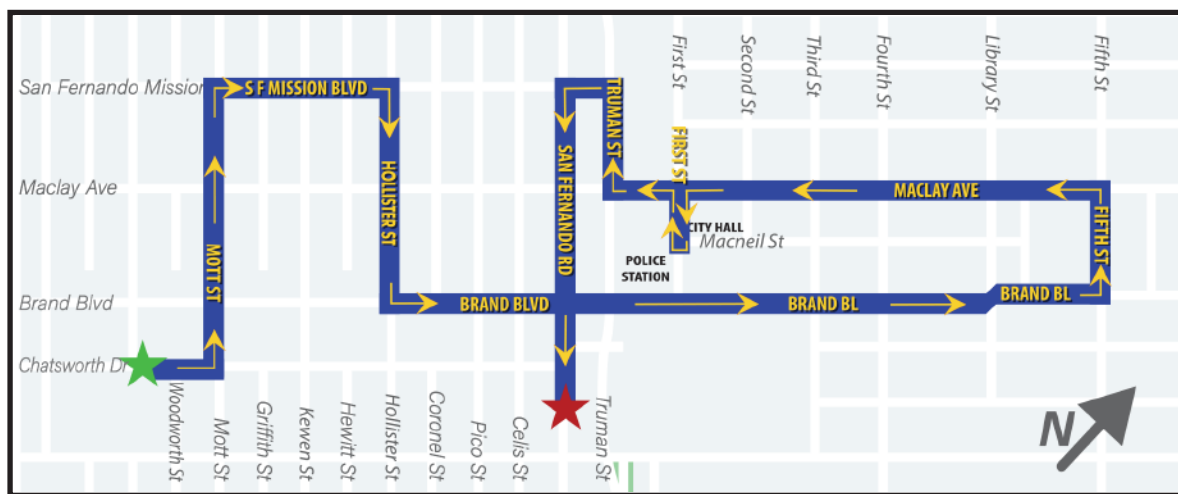 First St
Second St
Third St
Fourth St
Library St
Fifth St
San Fernando Mission
S F MISSION BLVD
TRUMAN ST
FIRST ST
HOLLISTER ST
SAN FERNANDO RD
Maclay Ave
MACLAY AVE
MOTT ST
CITY HALL
Macneil St
FIFTH ST
POLICE
STATION
Brand Blvd
BRAND BLVD
BRAND BL
BRAND BL
Chatsworth Dr
Woodworth St
Mott St
Griffith St
Kewen St
Hewitt St
Hollister St
Coronel St
Pico St
Celis St
Truman St
N